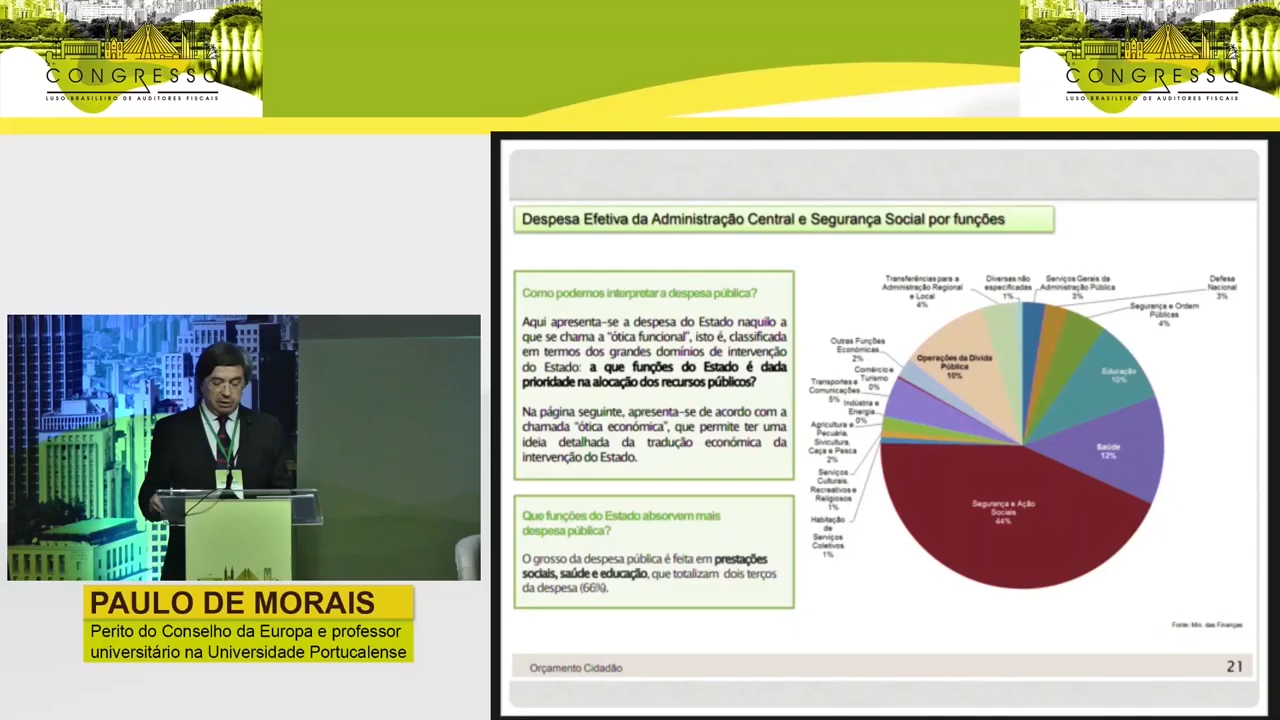 CONGRESSO
LUSO-BRASILEIRO DE AUDITORES FISCAIS
CONGRESSO
LUSO-BRASILEIRO DE AUDITORES FISCAIS
Despesa Efetiva da Administração Central e Segurança Social por funções
Como podemos interpretar a despesa pública?
Aqui apresenta-se a despesa do Estado naquilo a
que se chama a "ótica funcional", isto é, classificada
em termos dos grandes domínios de intervenção
do Estado: a que funções do Estado é dada
prioridade na alocação dos recursos públicos?
Na página seguinte, apresenta-se de acordo com a
chamada "ótica económica", que permite ter uma
ideia detalhada da tradução económica da
intervenção do Estado.
Que funções do Estado absorvem mais
despesa pública?
O grosso da despesa pública é feita em prestações
sociais, saúde e educação, que totalizam dois terços
da despesa (66%).
Transferências para a
Administração Regional
e Local
4%
Diversas não
especificadas
1%
Serviços Gerais da
Administração Pública
3%
Defesa
Nacional
3%
Segurança e Ordem
Públicas
4%
Educação
10%
Saúde
12%
Segurança e Ação
Sociais
44%
Habitação
de
Serviços
Coletivos
1%
Serviços
Culturais,
Recreativos e
Religiosos
1%
Agricultura e
Pecuária,
Sivicultura,
Caça e Pesca
2%
Indústria e
Energia
0%
Transportes e
Comunicações
5%
Comércio e
Turismo
0%
Outras Funções
Económicas
2%
Operações da Dívida
Pública
10%
Fonte: Min. das Finanças
Orçamento Cidadão
21
PAULO DE MORAIS
Perito do Conselho da Europa e professor
universitário na Universidade Portucalense